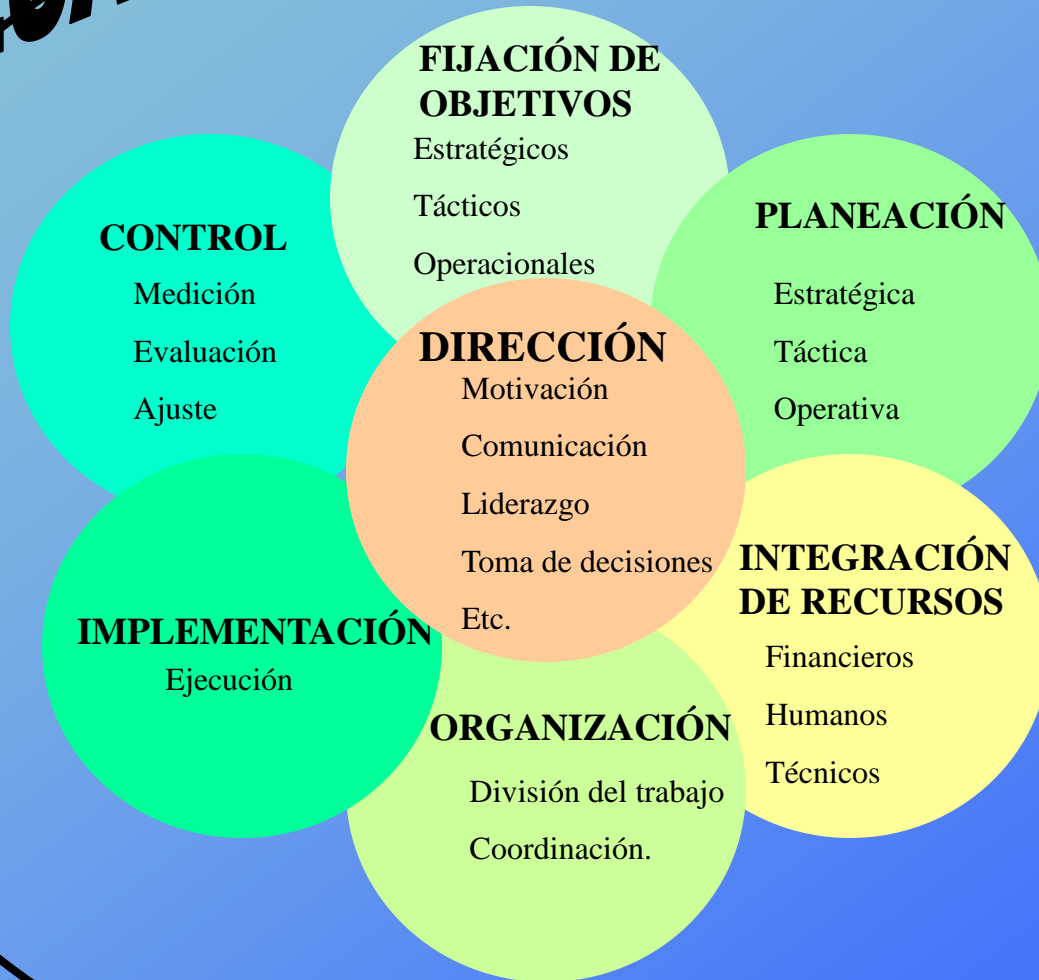 FIJACIÓN DE
OBJETIVOS
Estratégicos
Tácticos
Operacionales
PLANEACIÓN
Estratégica
Táctica
Operativa
CONTROL
Medición
Evaluación
Ajuste
DIRECCIÓN
Motivación
Comunicación
Liderazgo
Toma de decisiones
Etc.
INTEGRACIÓN
DE RECURSOS
Financieros
Humanos
Técnicos
IMPLEMENTACIÓN
Ejecución
ORGANIZACIÓN
División del trabajo
Coordinación.